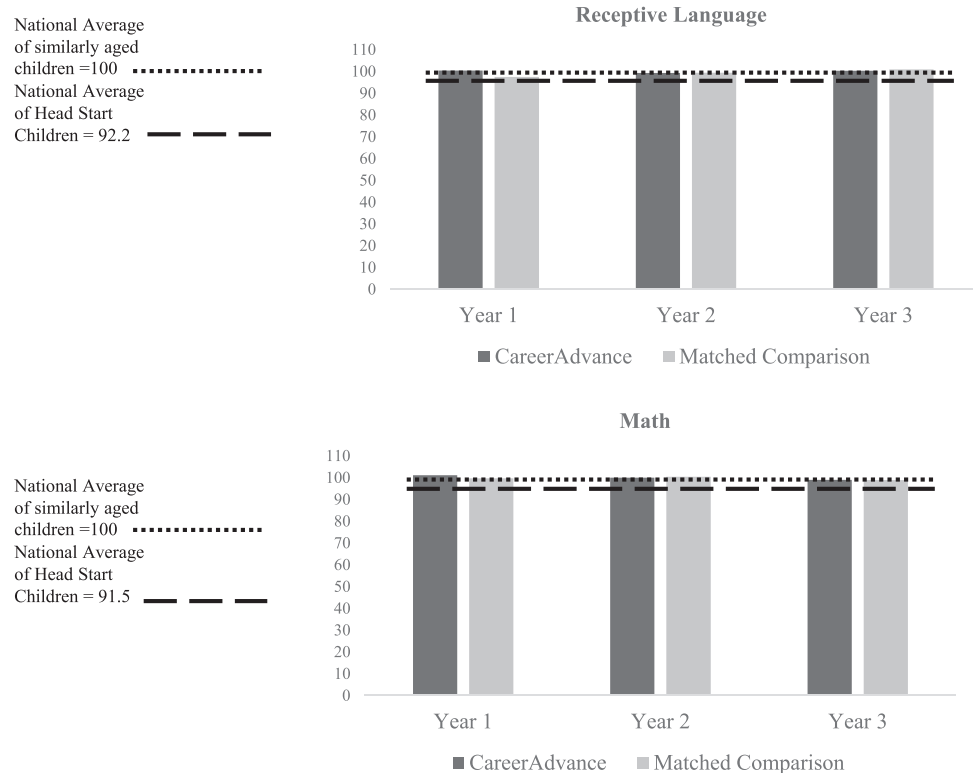 National Average
of similarly aged
children =100
National Average
of Head Start
Children = 92.2
Receptive Language
110
100
90
80
70
60
50
40
30
20
10
0
Year 1 Year 2 Year 3
CareerAdvance Matched Comparison
National Average
of similarly aged
children =100
National Average
of Head Start
Children = 91.5
Math
110
100
90
80
70
60
50
40
30
20
10
0
Year 1 Year 2 Year 3
CareerAdvance Matched Comparison